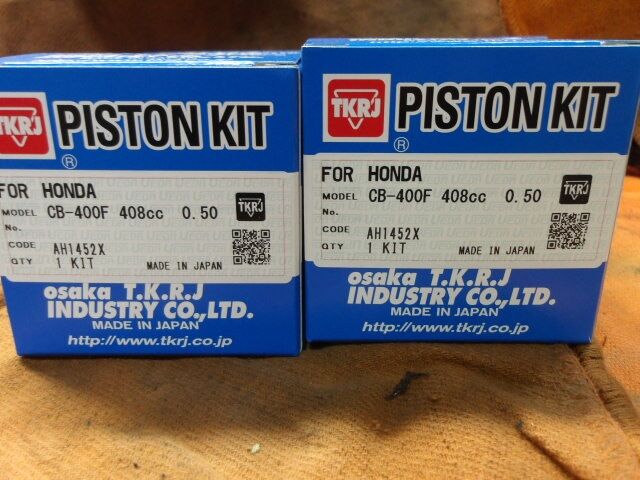 TKRJ PISTON KIT
®
FOR HONDA
MODEL CB-400F 408cc 0.50
No.
CODE AH1452X
QTY 1 KIT MADE IN JAPAN
TKRJ
osaka T.K.R.J
INDUSTRY CO.,LTD.
MADE IN JAPAN
http://www.tkrj.co.jp
TKRJ PISTON KIT
®
FOR HONDA
MODEL CB-400F 408cc 0.50
No.
CODE AH1452X
QTY 1 KIT MADE IN JAPAN
TKRJ
osaka T.K.R.J
INDUSTRY CO.,LTD.
MADE IN JAPAN
http://www.tkrj.co.jp